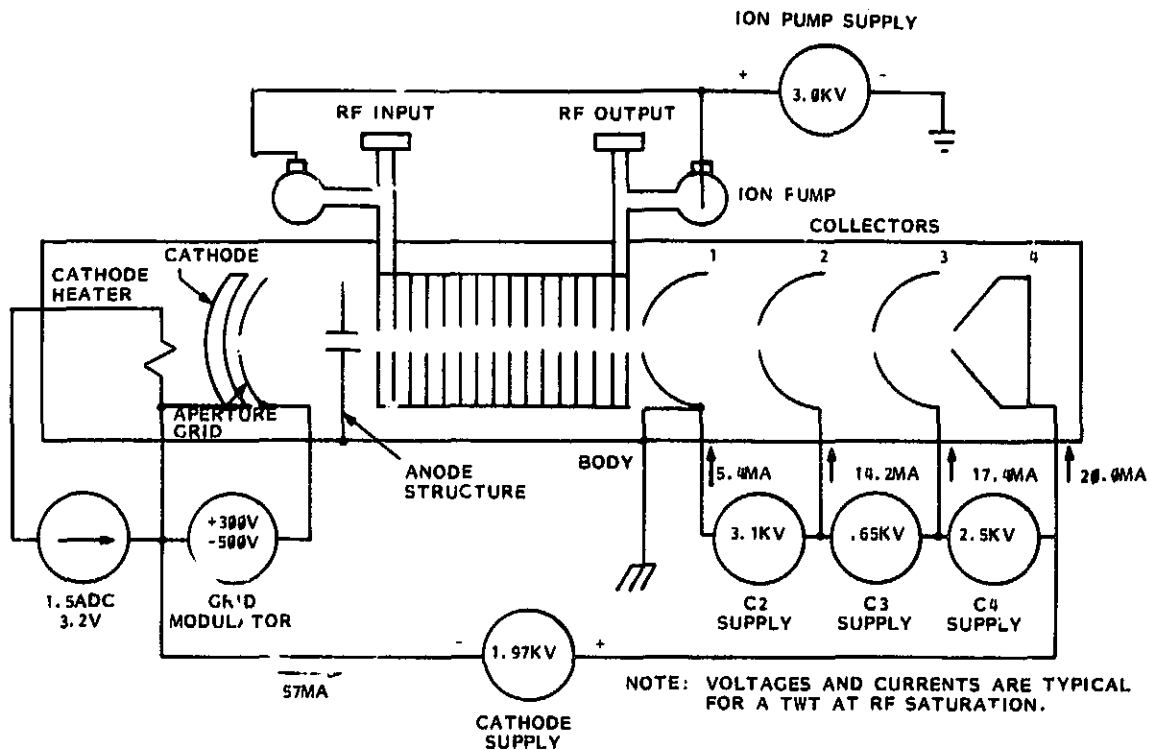 ION PUMP SUPPLY
+
-
3.0KV
RF INPUT
RF OUTPUT
ION PUMP
COLLECTORS
CATHODE
1
2
3
4
CATHODE
HEATER
APERTURE
GRID
ANODE
STRUCTURE
BODY
5.4MA
14.2MA
17.4MA
20.0MA
+300V
-500V
3.1KV
.65KV
2.5KV
1.5ADC
3.2V
GRID
MODULATOR
C2
SUPPLY
C3
SUPPLY
C4
SUPPLY
-
1.97KV
+
57MA
CATHODE
SUPPLY
NOTE: VOLTAGES AND CURRENTS ARE TYPICAL
FOR A TWT AT RF SATURATION.